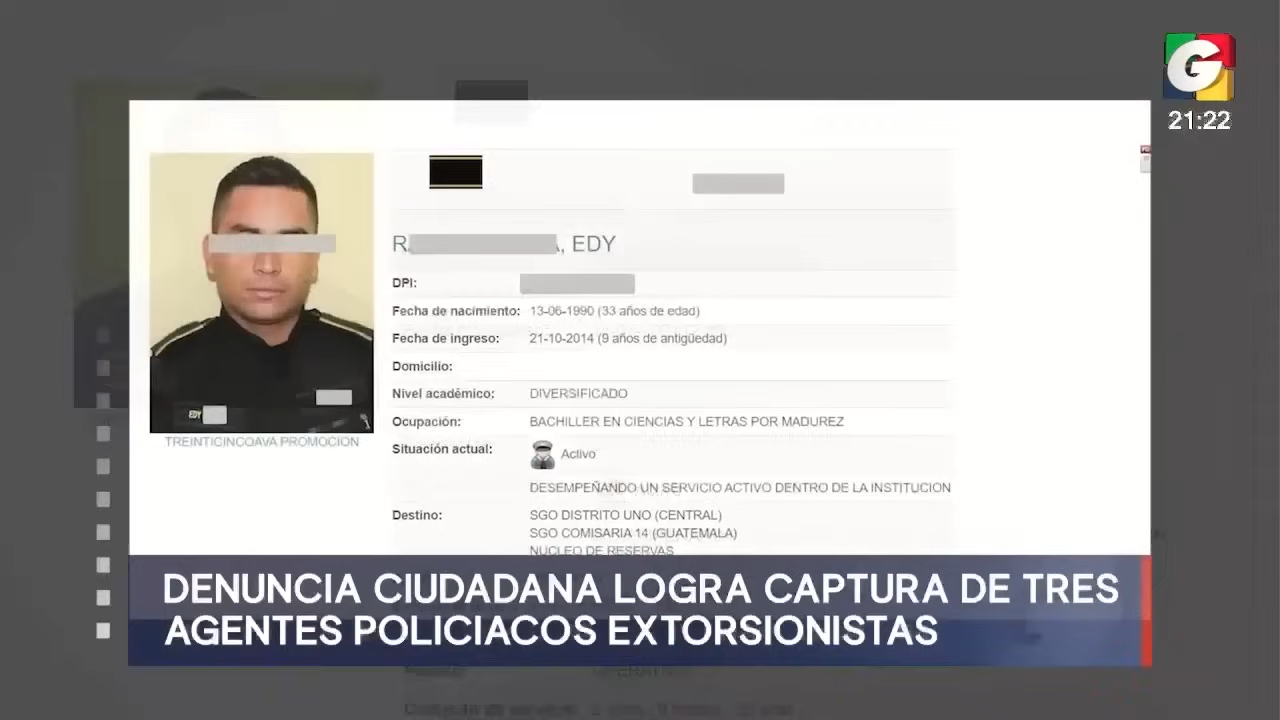 G
21:22
EDY
TREINTICINCOAVA PROMOCION
, EDY
DPI:
Fecha de nacimiento: 13-06-1990 (33 años de edad)
Fecha de ingreso: 21-10-2014 (9 años de antigüedad)
Domicilio:
Nivel académico: DIVERSIFICADO
Ocupación: BACHILLER EN CIENCIAS Y LETRAS POR MADUREZ
Situación actual: Activo
DESEMPEÑANDO UN SERVICIO ACTIVO DENTRO DE LA INSTITUCION
Destino: SGO DISTRITO UNO (CENTRAL)
SGO COMISARIA 14 (GUATEMALA)
NUCLEO DE RESERVAS
DENUNCIA CIUDADANA LOGRA CAPTURA DE TRES
AGENTES POLICIACOS EXTORSIONISTAS